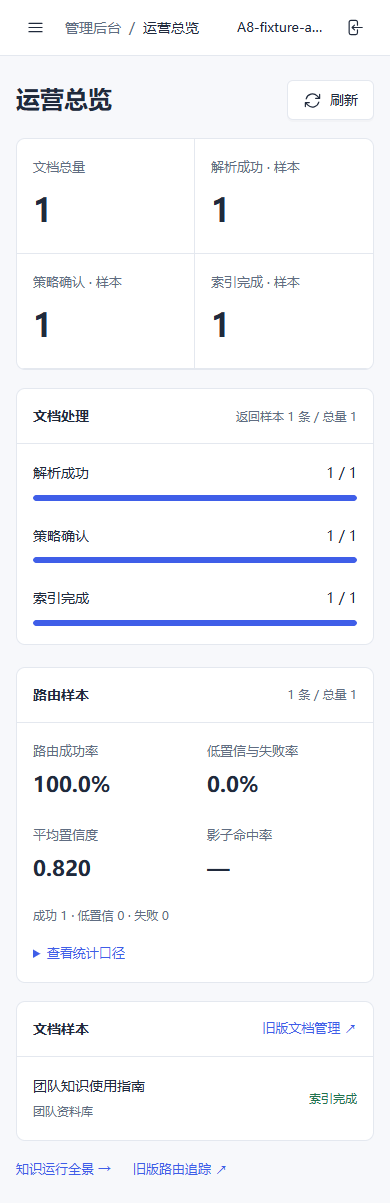 管理后台 / 运营总览 A8-fixture-a...
运营总览 刷新
文档总量 解析成功 · 样本
1 1
策略确认 · 样本 索引完成 · 样本
1 1
文档处理 返回样本 1 条 / 总量 1
解析成功 1 / 1
策略确认 1 / 1
索引完成 1 / 1
路由样本 1 条 / 总量 1
路由成功率 低置信与失败率
100.0% 0.0%
平均置信度 影子命中率
0.820 —
成功 1 · 低置信 0 · 失败 0
▶ 查看统计口径
文档样本 旧版文档管理 ↗
团队知识使用指南
团队资料库 索引完成
知识运行全景 → 旧版路由追踪 ↗